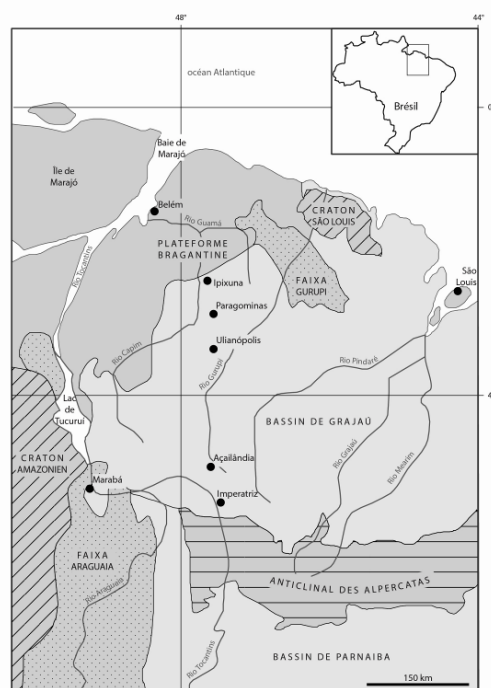 48°
44°
océan Atlantique
Brésil
0
Baie de
Marajó
Île de
Marajó
Belém
Rio Guamá
CRATON
SÃO LOUIS
PLATEFORME
BRAGANTINE
Rio Tocantins
FAIXA
GURUPI
São
Louis
Ipixuna
Paragominas
Ulianópolis
Rio Capim
Rio Gurupi
Rio Pindaré
4
Lac
de
Tucuruí
BASSIN DE GRAJAÚ
CRATON
AMAZONIEN
Açailândia
Rio Grajaú
Rio Mearim
Marabá
Imperatriz
FAIXA
ARAGUAIA
Rio Araguaia
ANTICLINAL DES ALPERCATAS
Rio Tocantins
BASSIN DE PARNAIBA
150 km